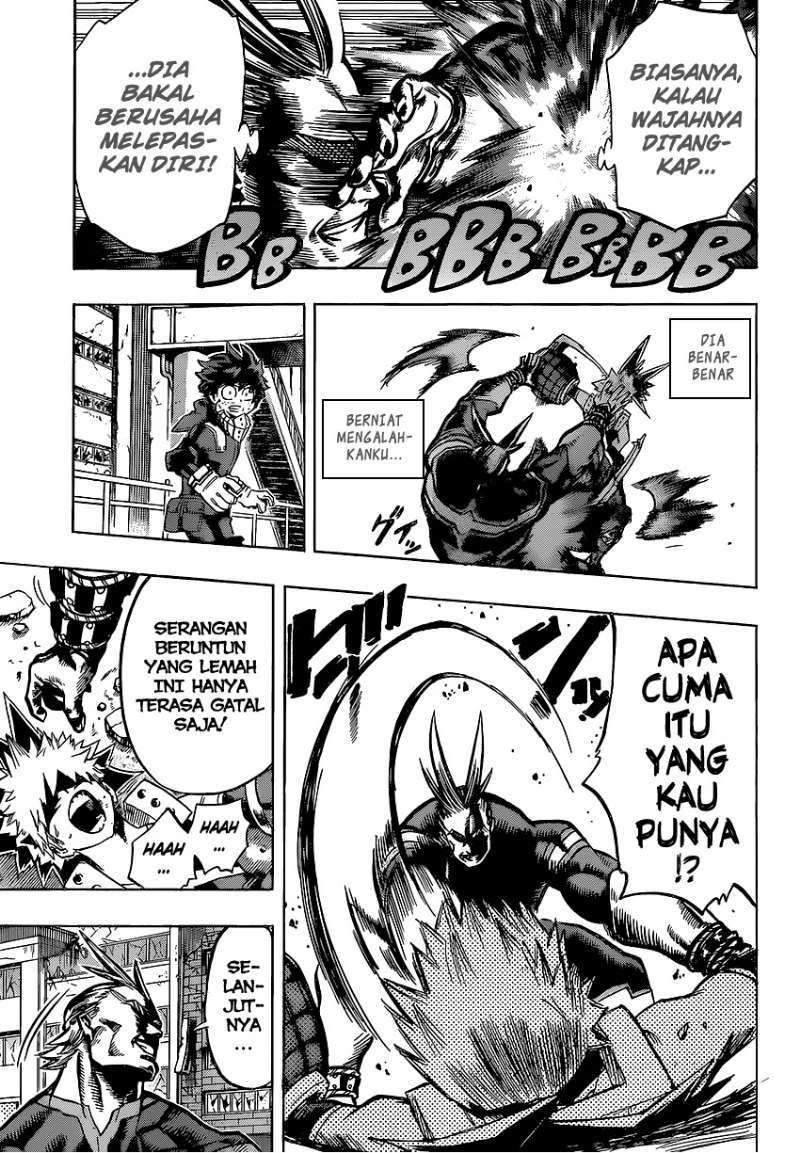 BIASANYA,
KALAU
WAJAHNYA
DITANG-
KAP...
...DIA
BAKAL
BERUSAHA
MELEPAS-
KAN DIRI!
BB
BBB BBBB
DIA
BENAR-
BENAR
BERNIAT
MENGALAH-
KANKU...
グイッ
APA
CUMA
ITU
YANG
KAU
PUNYA
!?
SERANGAN
BERUNTUN
YANG LEMAH
INI HANYA
TERASA GATAL
SAJA!
HAAH
...
HAAH
...
SE-
LAN-
JUT-
NYA
...